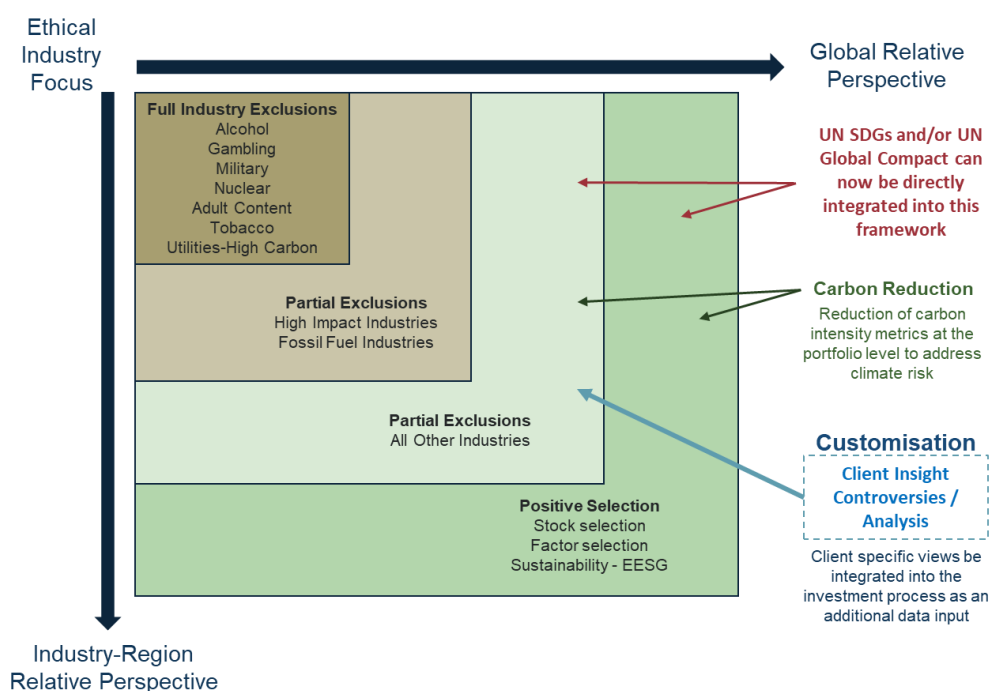 Ethical
Industry
Focus
Global Relative
Perspective
Full Industry Exclusions
Alcohol
Gambling
Military
Nuclear
Adult Content
Tobacco
Utilities-High Carbon
Partial Exclusions
High Impact Industries
Fossil Fuel Industries
Partial Exclusions
All Other Industries
Positive Selection
Stock selection
Factor selection
Sustainability - EESG
UN SDGs and/or UN
Global Compact can
now be directly
integrated into this
framework
Carbon Reduction
Reduction of carbon
intensity metrics at the
portfolio level to address
climate risk
Customisation
Client Insight
Controversies /
Analysis
Client specific views be
integrated into the
investment process as an
additional data input
Industry-Region
Relative Perspective